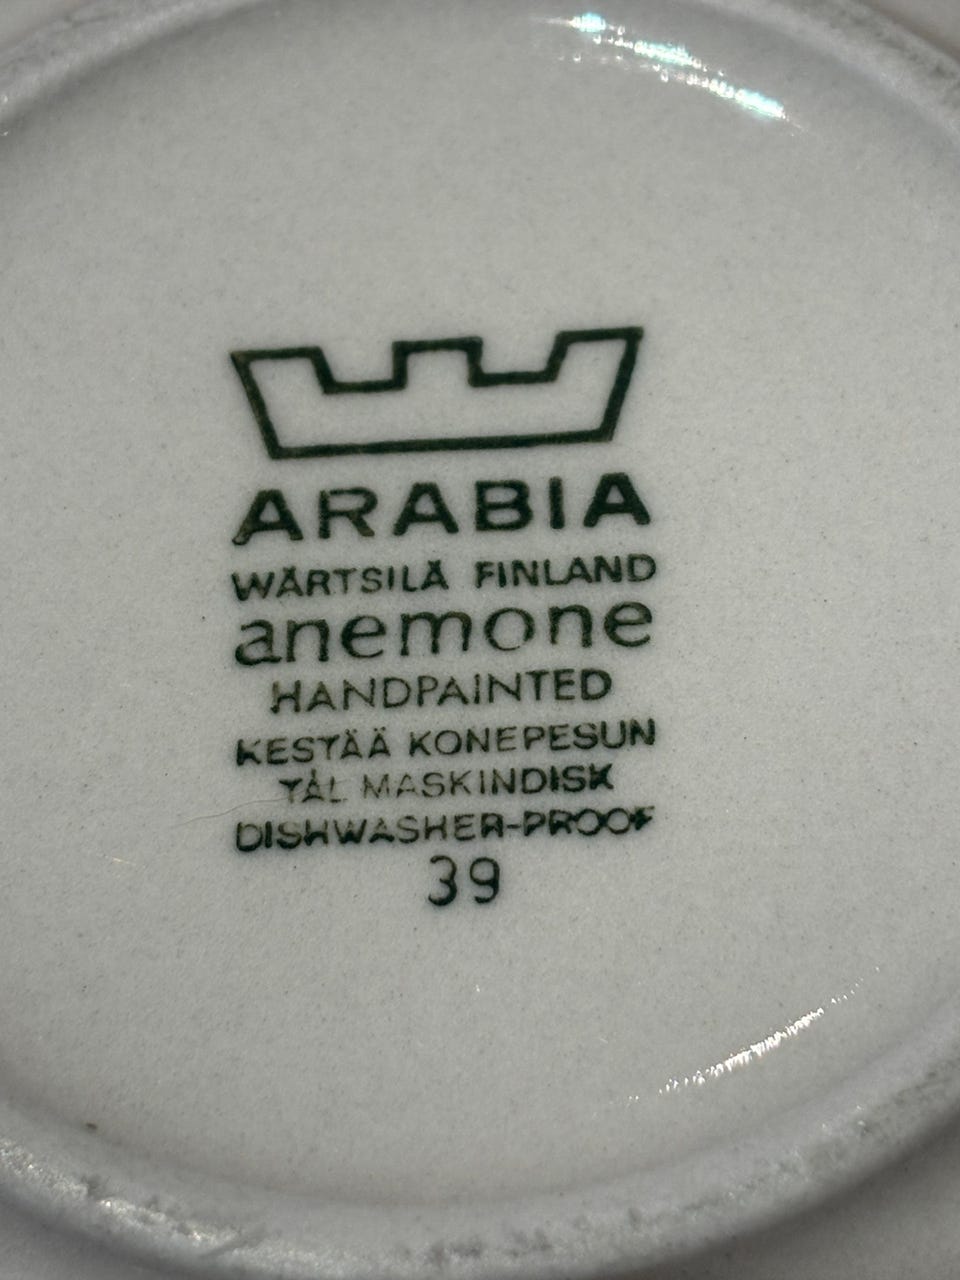 ARABIA
WÄRTSILÄ FINLAND
anemone
HANDPAINTED
KESTÄÄ KONEPESUN
TÅL MASKINDISK
DISHWASHER-PROOF
39